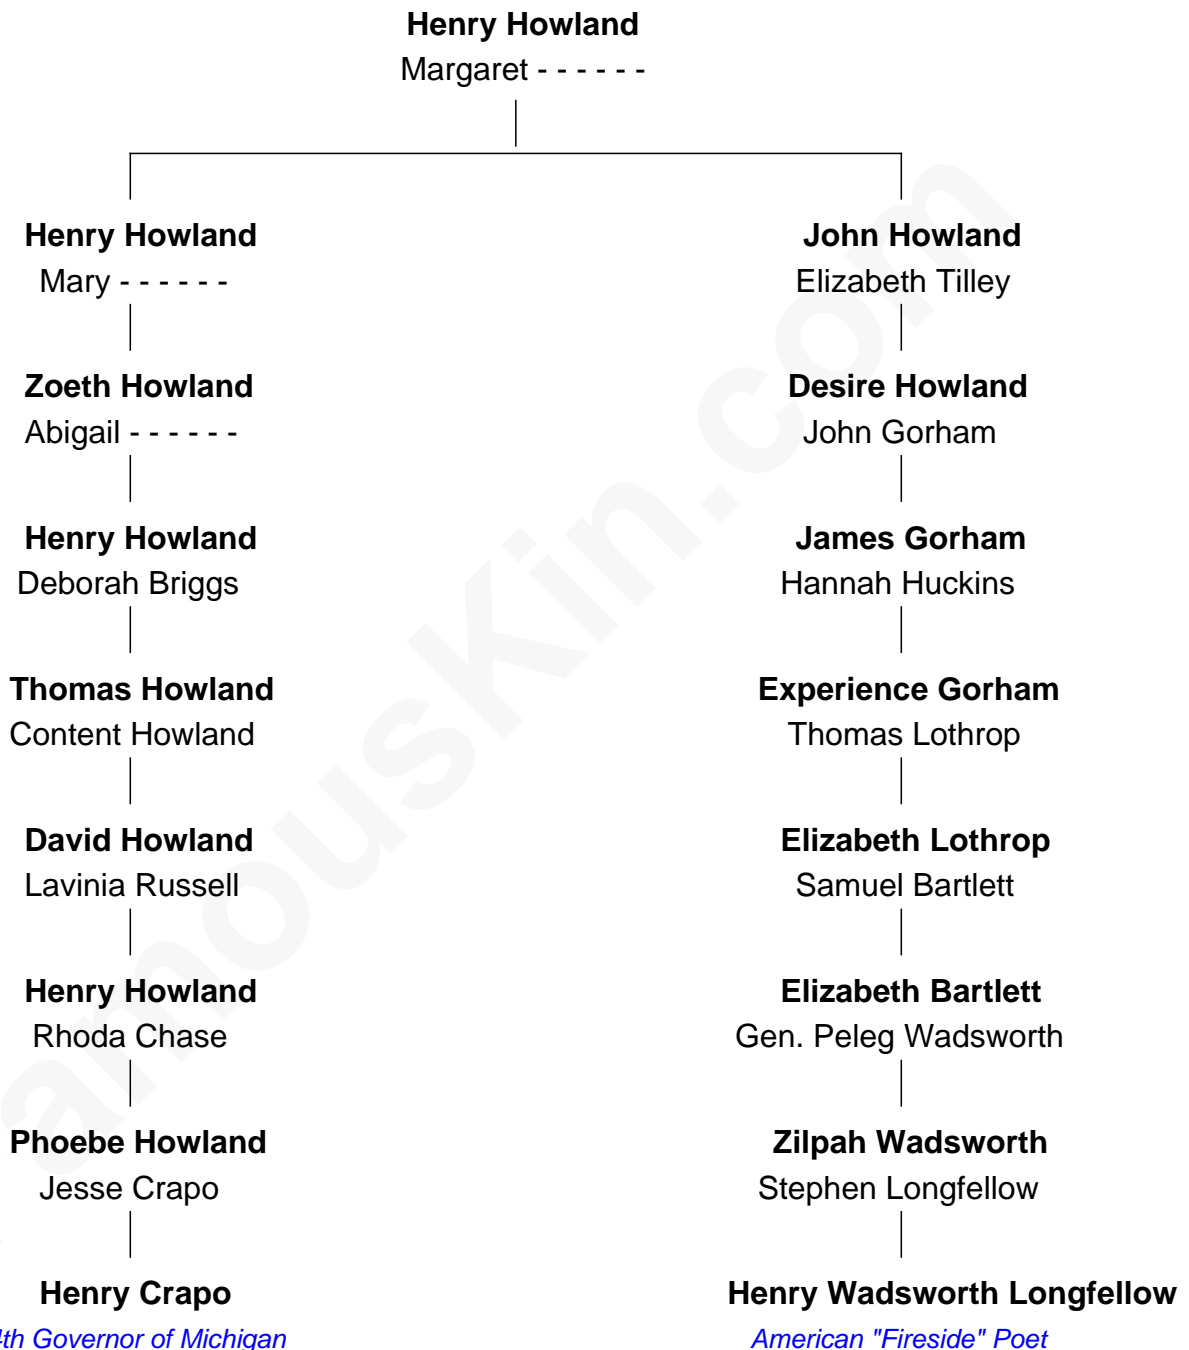 Henry Howland
Margaret - - - - - -
Henry Howland
Mary - - - - - -
John Howland
Elizabeth Tilley
Zoeth Howland
Abigail - - - - - -
Desire Howland
John Gorham
Henry Howland
Deborah Briggs
James Gorham
Hannah Huckins
Thomas Howland
Content Howland
Experience Gorham
Thomas Lothrop
David Howland
Lavinia Russell
Elizabeth Lothrop
Samuel Bartlett
Henry Howland
Rhoda Chase
Elizabeth Bartlett
Gen. Peleg Wadsworth
Phoebe Howland
Jesse Crapo
Zilpah Wadsworth
Stephen Longfellow
Henry Crapo
4th Governor of Michigan
Henry Wadsworth Longfellow
American "Fireside" Poet
amouskin.com